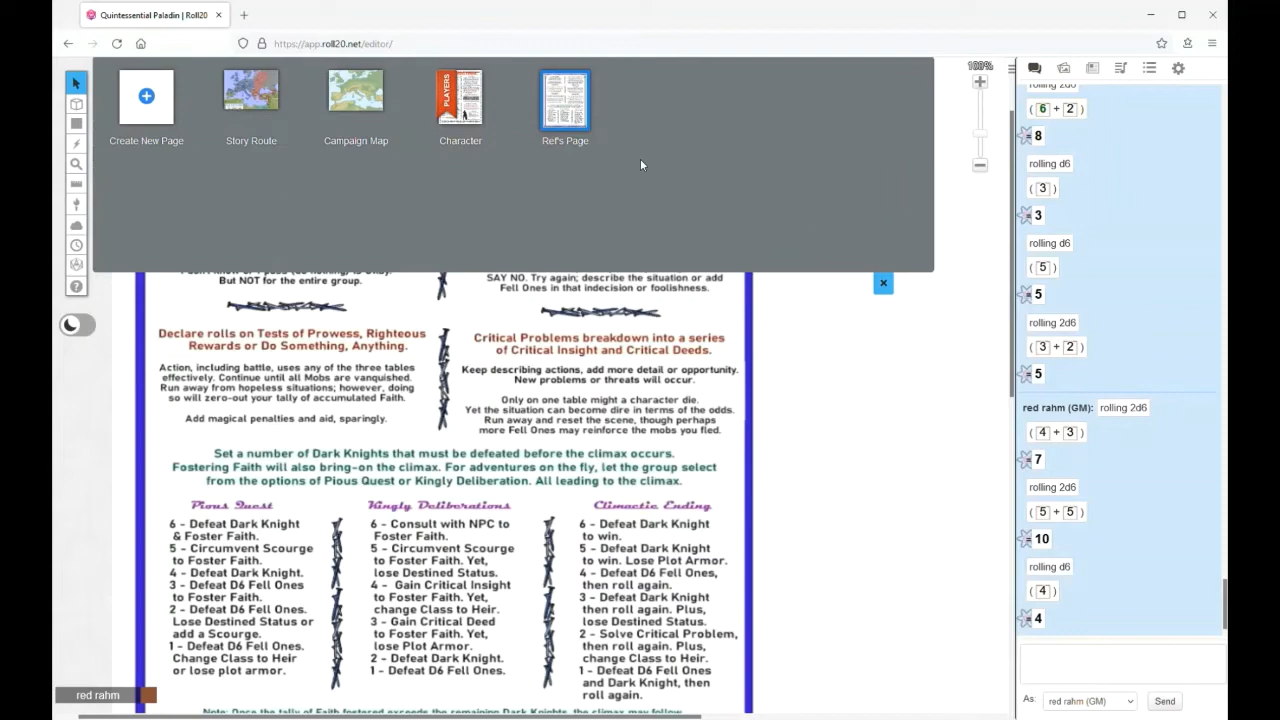 Quintessential Paladin | Roll20
https://app.roll20.net/editor/
Create New Page
Story Route
Campaign Map
PLAYERS
Character
Ref's Page
100%
But NOT for the entire group.
SAY NO. Try again; describe the situation or add
Fell Ones in that indecision or foolishness.
Declare rolls on Tests of Prowess, Righteous
Rewards or Do Something, Anything.
Action, including battle, uses any of the three tables
effectively. Continue until all Mobs are vanquished.
Run away from hopeless situations; however, doing
so will zero-out your tally of accumulated Faith.
Add magical penalties and aid, sparingly.
Critical Problems breakdown into a series
of Critical Insight and Critical Deeds.
Keep describing actions, add more detail or opportunity.
New problems or threats will occur.
Only on one table might a character die.
Yet the situation can become dire in terms of the odds.
Run away and reset the scene, though perhaps
more Fell Ones may reinforce the mobs you fled.
Set a number of Dark Knights that must be defeated before the climax occurs.
Fostering Faith will also bring-on the climax. For adventures on the fly, let the group select
from the options of Pious Quest or Kingly Deliberation. All leading to the climax.
Pious Quest
6 - Defeat Dark Knight
& Foster Faith.
5 - Circumvent Scourge
to Foster Faith.
4 - Defeat Dark Knight.
3 - Defeat D6 Fell Ones
to Foster Faith.
2 - Defeat D6 Fell Ones.
Lose Destined Status or
add a Scourge.
1 - Defeat D6 Fell Ones.
Change Class to Heir
or lose plot armor.
Kingly Deliberations
6 - Consult with NPC to
Foster Faith.
5 - Circumvent Scourge
to Foster Faith. Yet,
lose Destined Status.
4 - Gain Critical Insight
to Foster Faith. Yet,
change Class to Heir.
3 - Gain Critical Deed
to Foster Faith. Yet,
lose Plot Armor.
2 - Defeat Dark Knight.
1 - Defeat D6 Fell Ones.
Climactic Ending
6 - Defeat Dark Knight
to win.
5 - Defeat Dark Knight
to win. Lose Plot Armor.
4 - Defeat D6 Fell Ones,
then roll again.
3 - Defeat Dark Knight
then roll again. Plus,
lose Destined Status.
2 - Solve Critical Problem,
then roll again. Plus,
change Class to Heir.
1 - Defeat D6 Fell Ones
and Dark Knight, then
roll again.
Note: Once the tally of Faith fostered exceeds the remaining Dark Knights, the climax may follow.
red rahm
rolling 2d6
( 6 + 2 )
= 8
rolling d6
( 3 )
= 3
rolling d6
( 5 )
= 5
rolling 2d6
( 3 + 2 )
= 5
red rahm (GM): rolling 2d6
( 4 + 3 )
= 7
rolling 2d6
( 5 + 5 )
= 10
rolling d6
( 4 )
= 4
As: red rahm (GM) Send